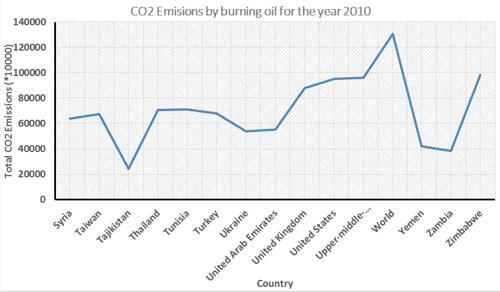 CO2 Emisions by burning oil for the year 2010
Total CO2 Emissions (*10000)
140000
120000
100000
80000
60000
40000
20000
0
Syria
Taiwan
Tajikistan
Thailand
Tunisia
Turkey
Ukraine
United Arab Emirates
United Kingdom
United States
Upper-middle-...
World
Yemen
Zambia
Zimbabwe
Country